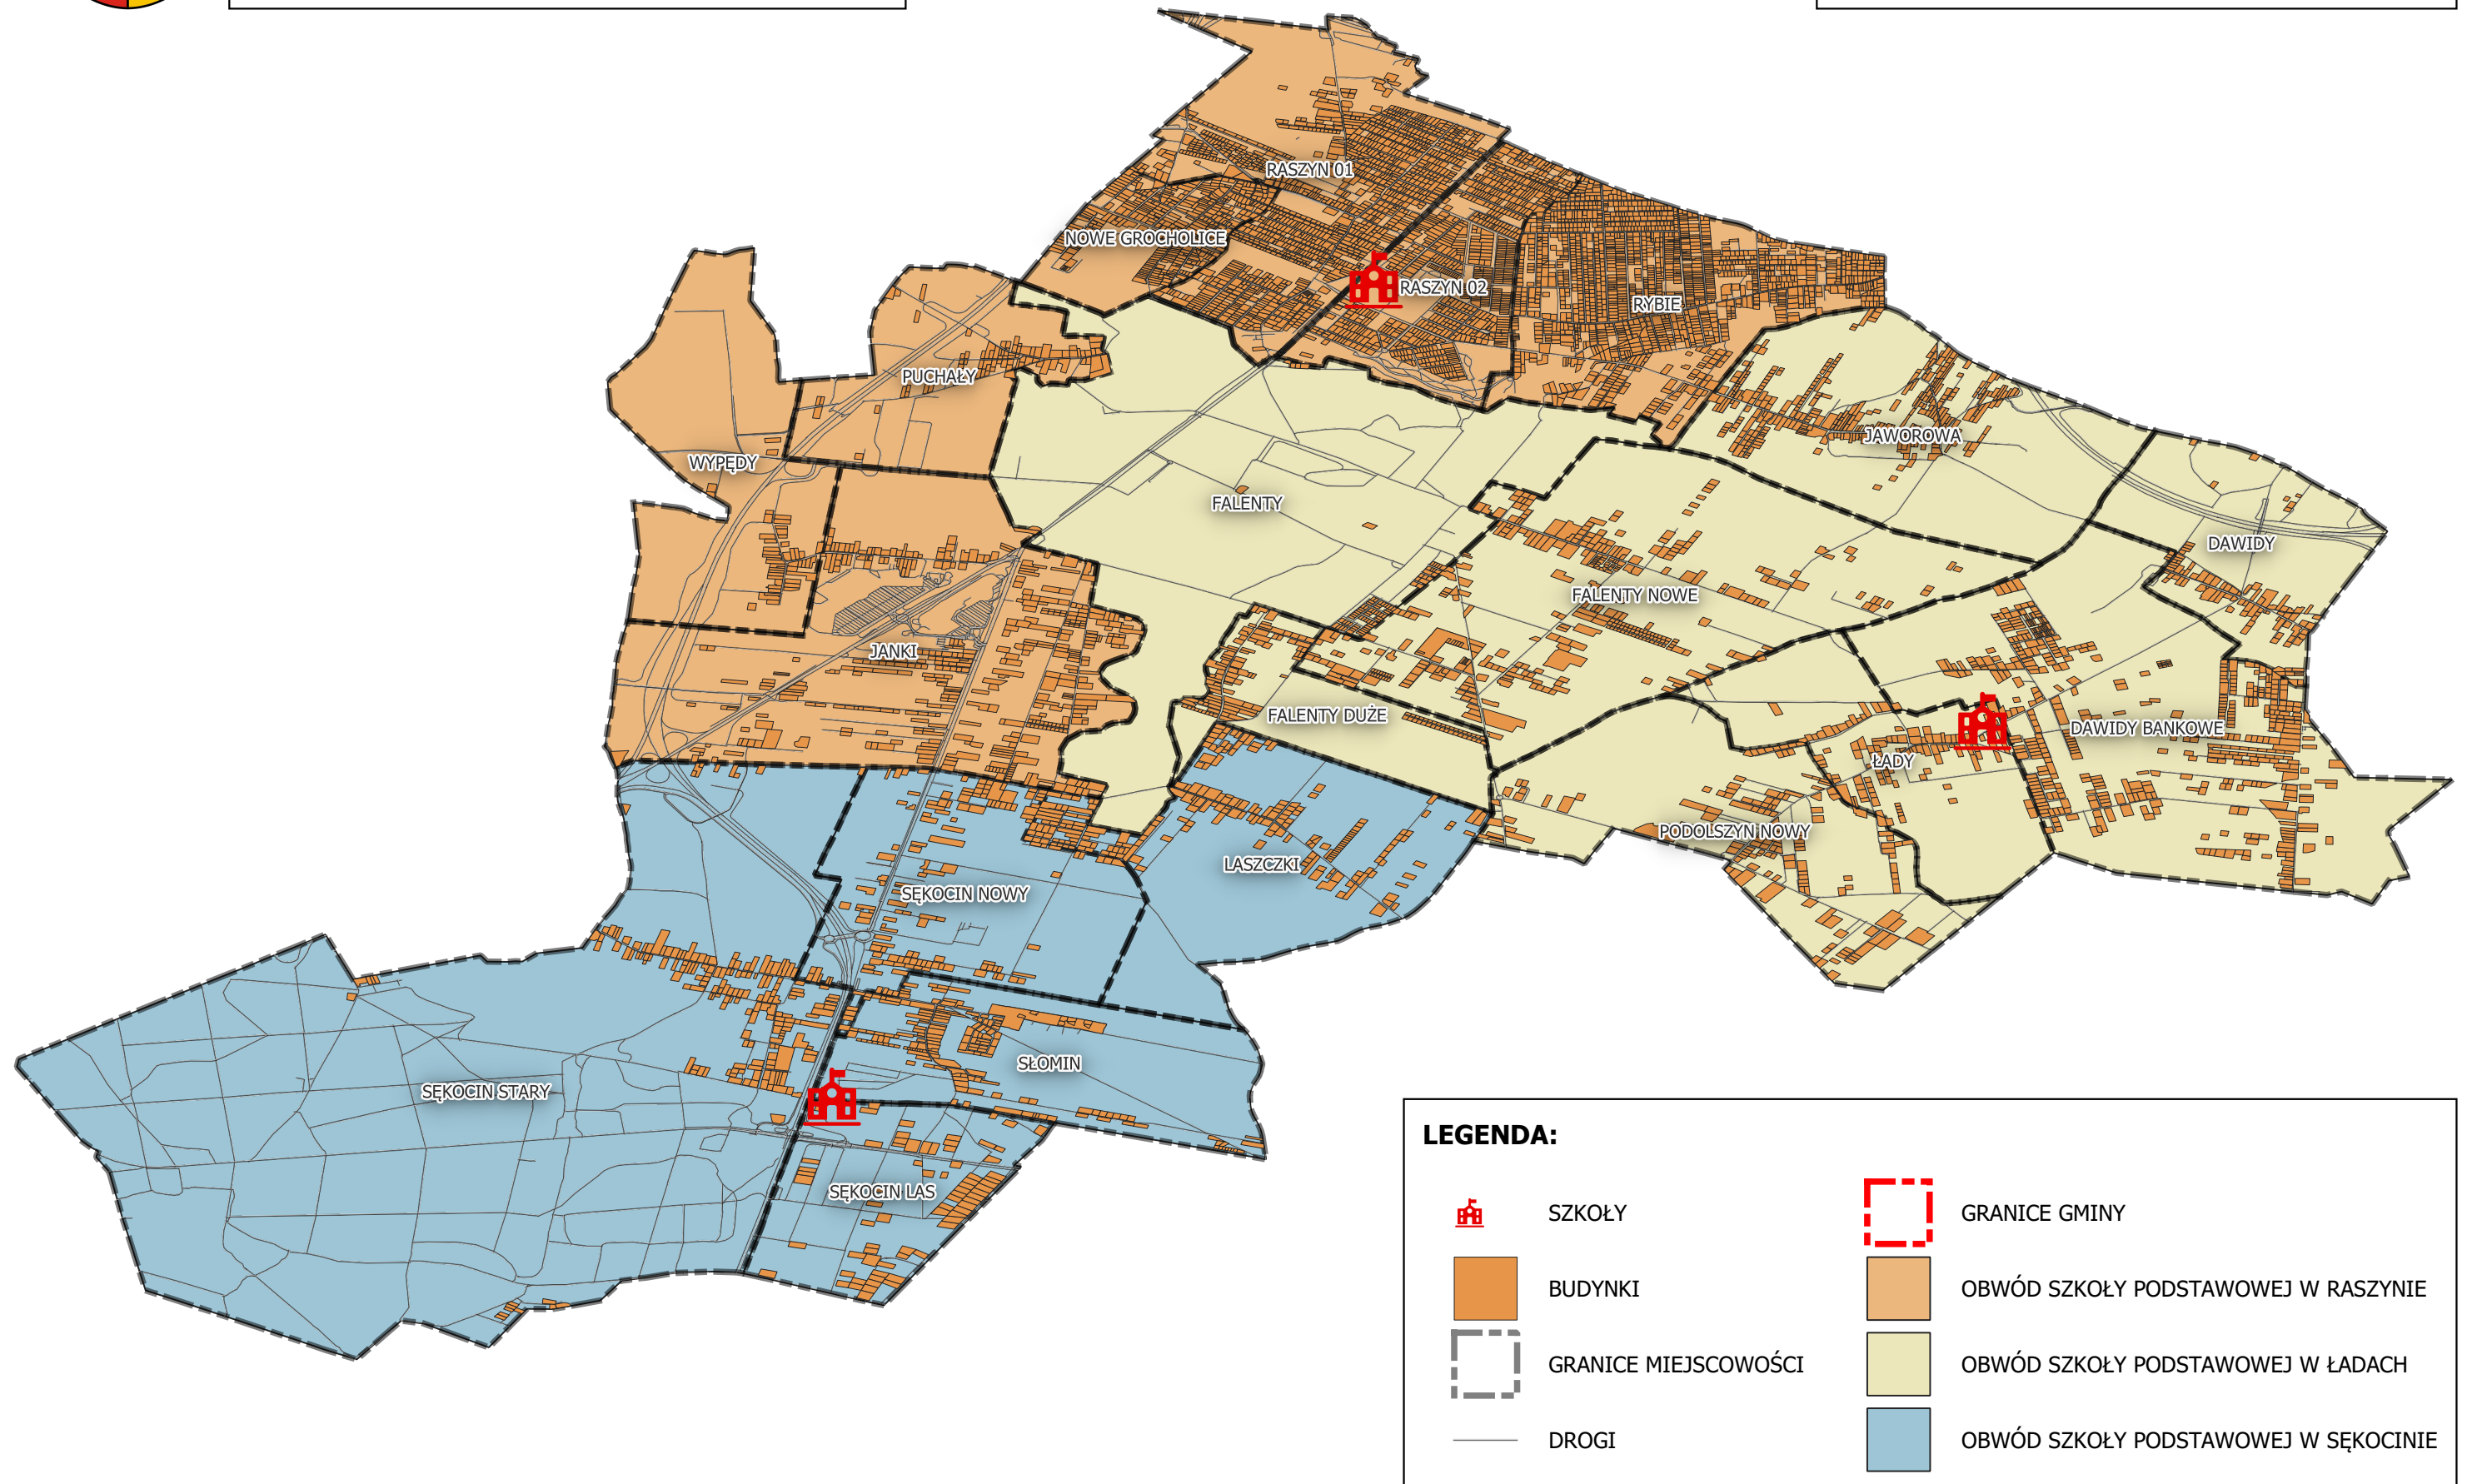 RASZYN 01
NOWE GROCHOLICE
RASZYN 02
RYBIE
PUCHAŁY
JAWOROWA
WYPĘDY
FALENTY
DAWIDY
FALENTY NOWE
JANKI
FALENTY DUŻE
DAWIDY BANKOWE
ŁADY
PODOLSZYN NOWY
LASZCZKI
SĘKOCIN NOWY
SŁOMIN
SĘKOCIN STARY
SĘKOCIN LAS
LEGENDA:
SZKOŁY
GRANICE GMINY
BUDYNKI
OBWÓD SZKOŁY PODSTAWOWEJ W RASZYNIE
GRANICE MIEJSCOWOŚCI
OBWÓD SZKOŁY PODSTAWOWEJ W ŁADACH
DROGI
OBWÓD SZKOŁY PODSTAWOWEJ W SĘKOCINIE